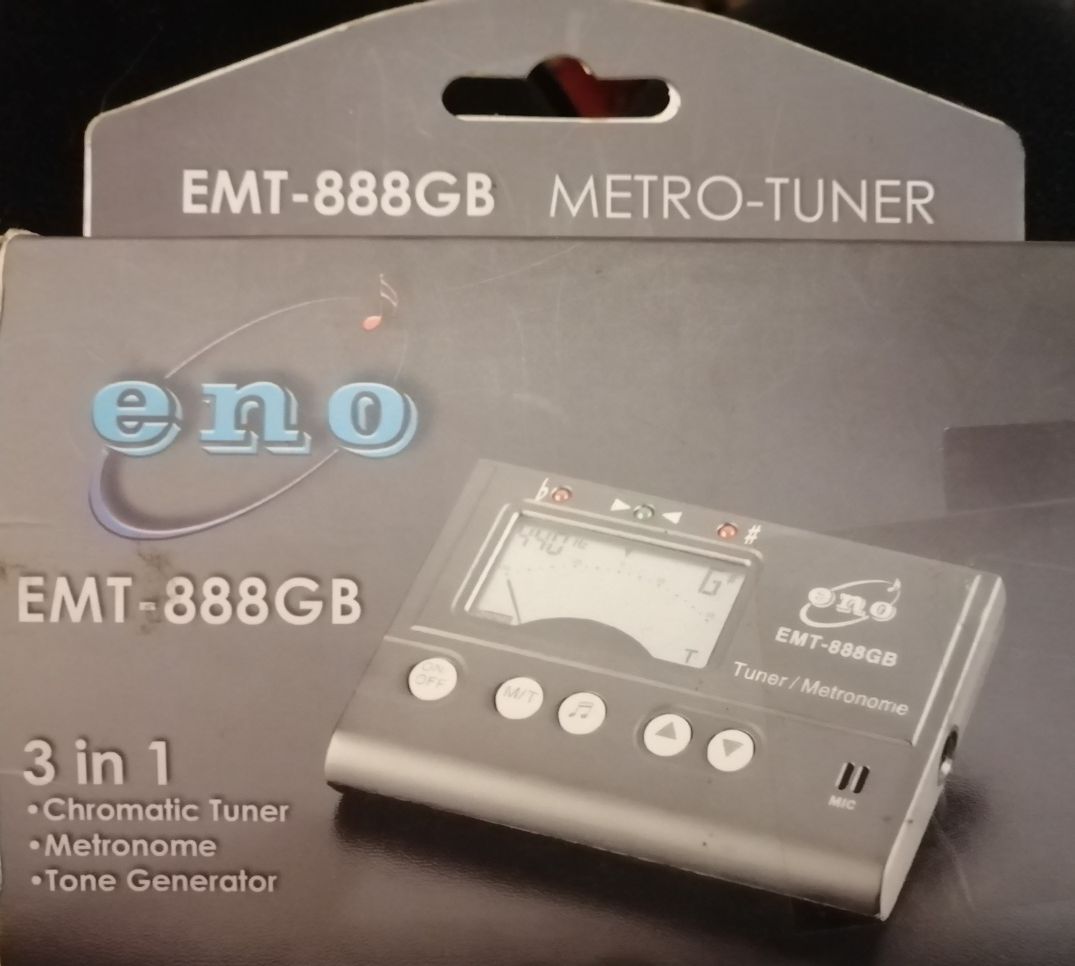 EMT-888GB METRO-TUNER
eno
EMT-888GB
3 in 1
•Chromatic Tuner
•Metronome
•Tone Generator
b
#
440Hz
G#
T
eno
EMT-888GB
Tuner / Metronome
ON
OFF
M/T
MIC